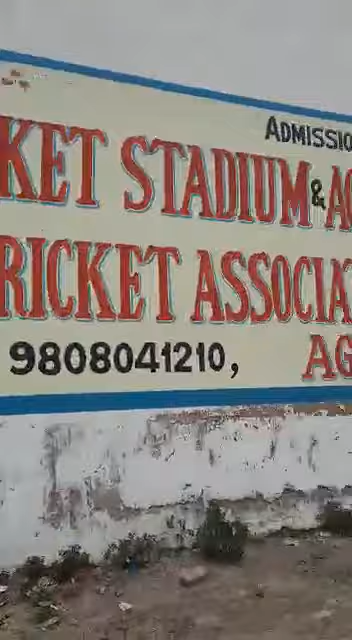 ADMISSIO
KET STADIUM & AC
RICKET ASSOCIA
9808041210, AG